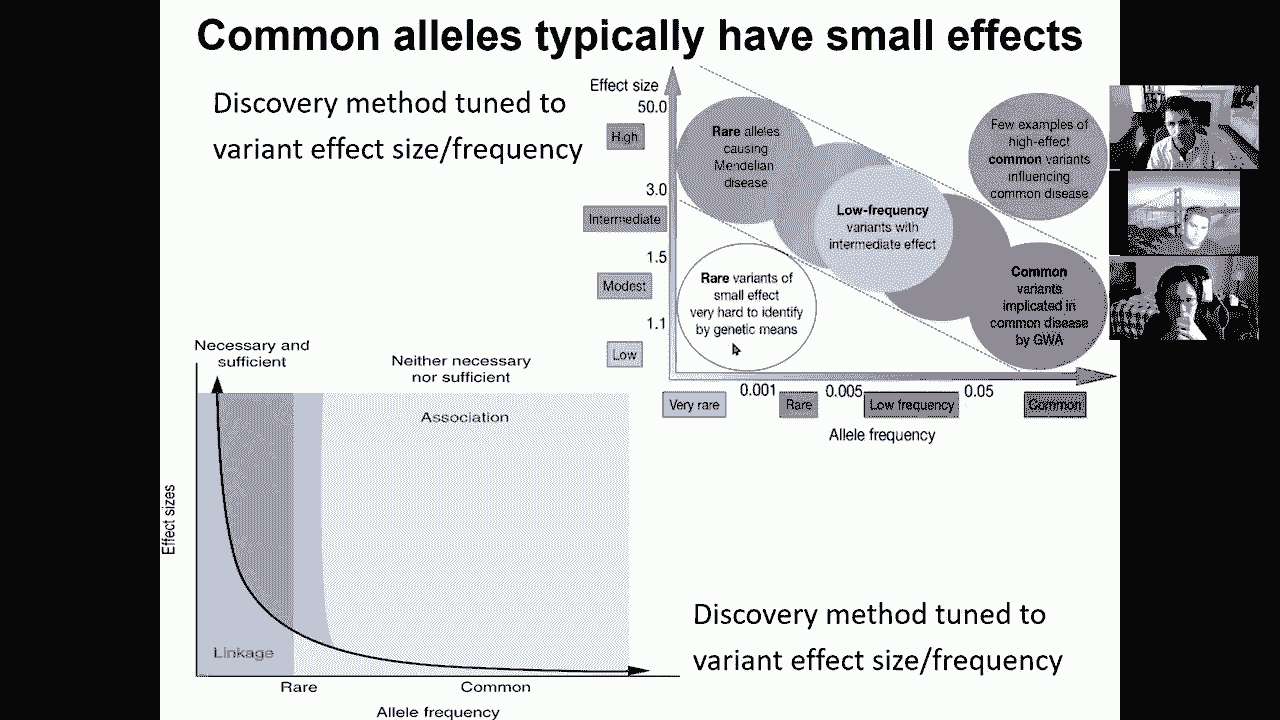 Common alleles typically have small effects
Discovery method tuned to
variant effect size/frequency
Effect size
50.0
High
3.0
Intermediate
1.5
Modest
1.1
Low
Rare alleles
causing
Mendelian
disease
Low-frequency
variants with
intermediate effect
Few examples of
high-effect
common variants
influencing
common disease
Rare variants of
small effect
very hard to identify
by genetic means
Common
variants
implicated in
common disease
by GWA
0.001
0.005
0.05
Very rare
Rare
Low frequency
Common
Allele frequency
Necessary and
sufficient
Neither necessary
nor sufficient
Association
Effect sizes
Linkage
Rare
Common
Allele frequency
Discovery method tuned to
variant effect size/frequency